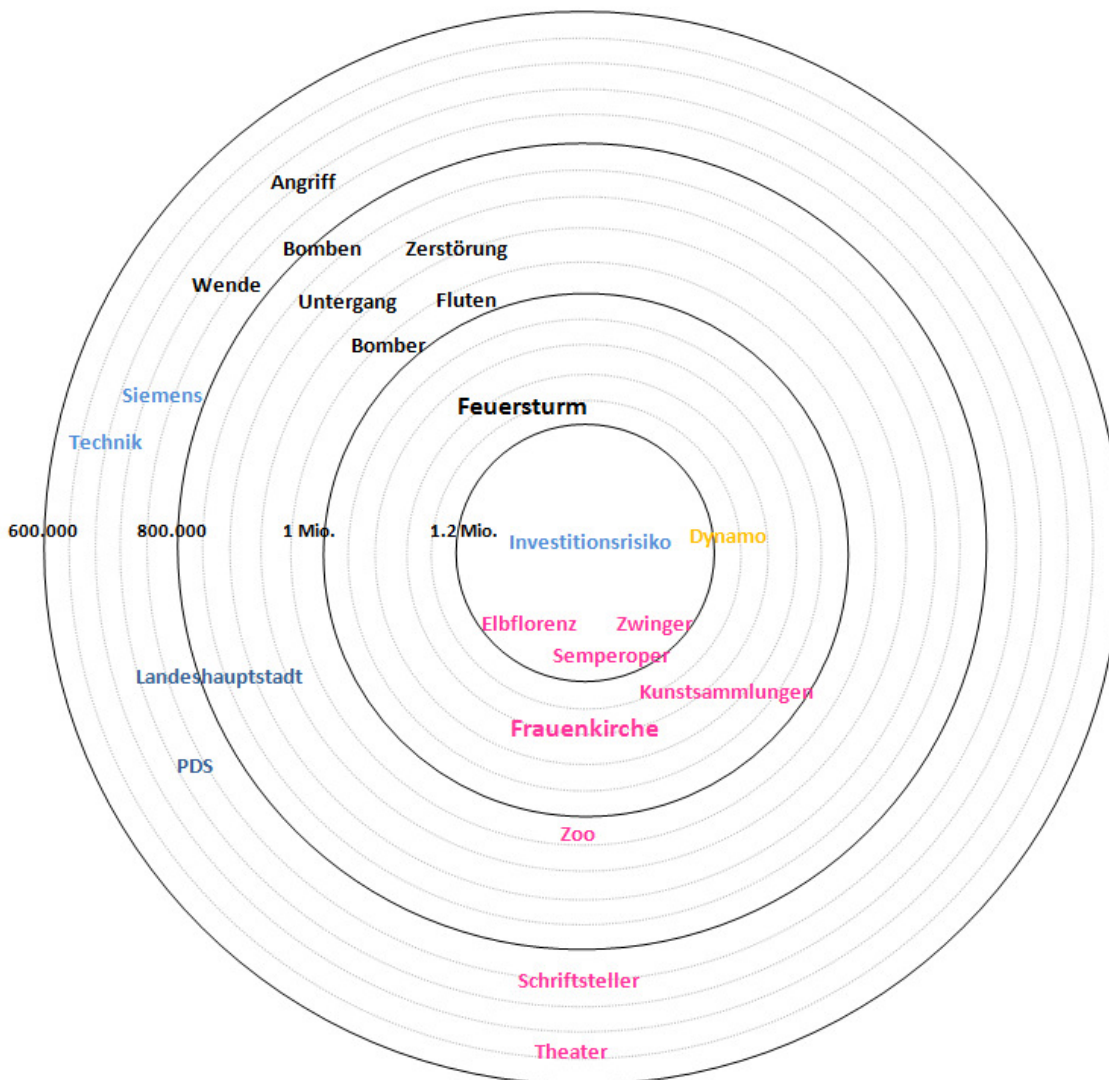 Angriff
Bomben
Zerstörung
Wende
Untergang
Fluten
Bomber
Siemens
Feuersturm
Technik
600.000
800.000
1 Mio.
1.2 Mio.
Dynamo
Investitionsrisiko
Elbflorenz
Zwinger
Semperoper
Landeshauptstadt
Kunstsammlungen
Frauenkirche
PDS
Zoo
Schriftsteller
Theater